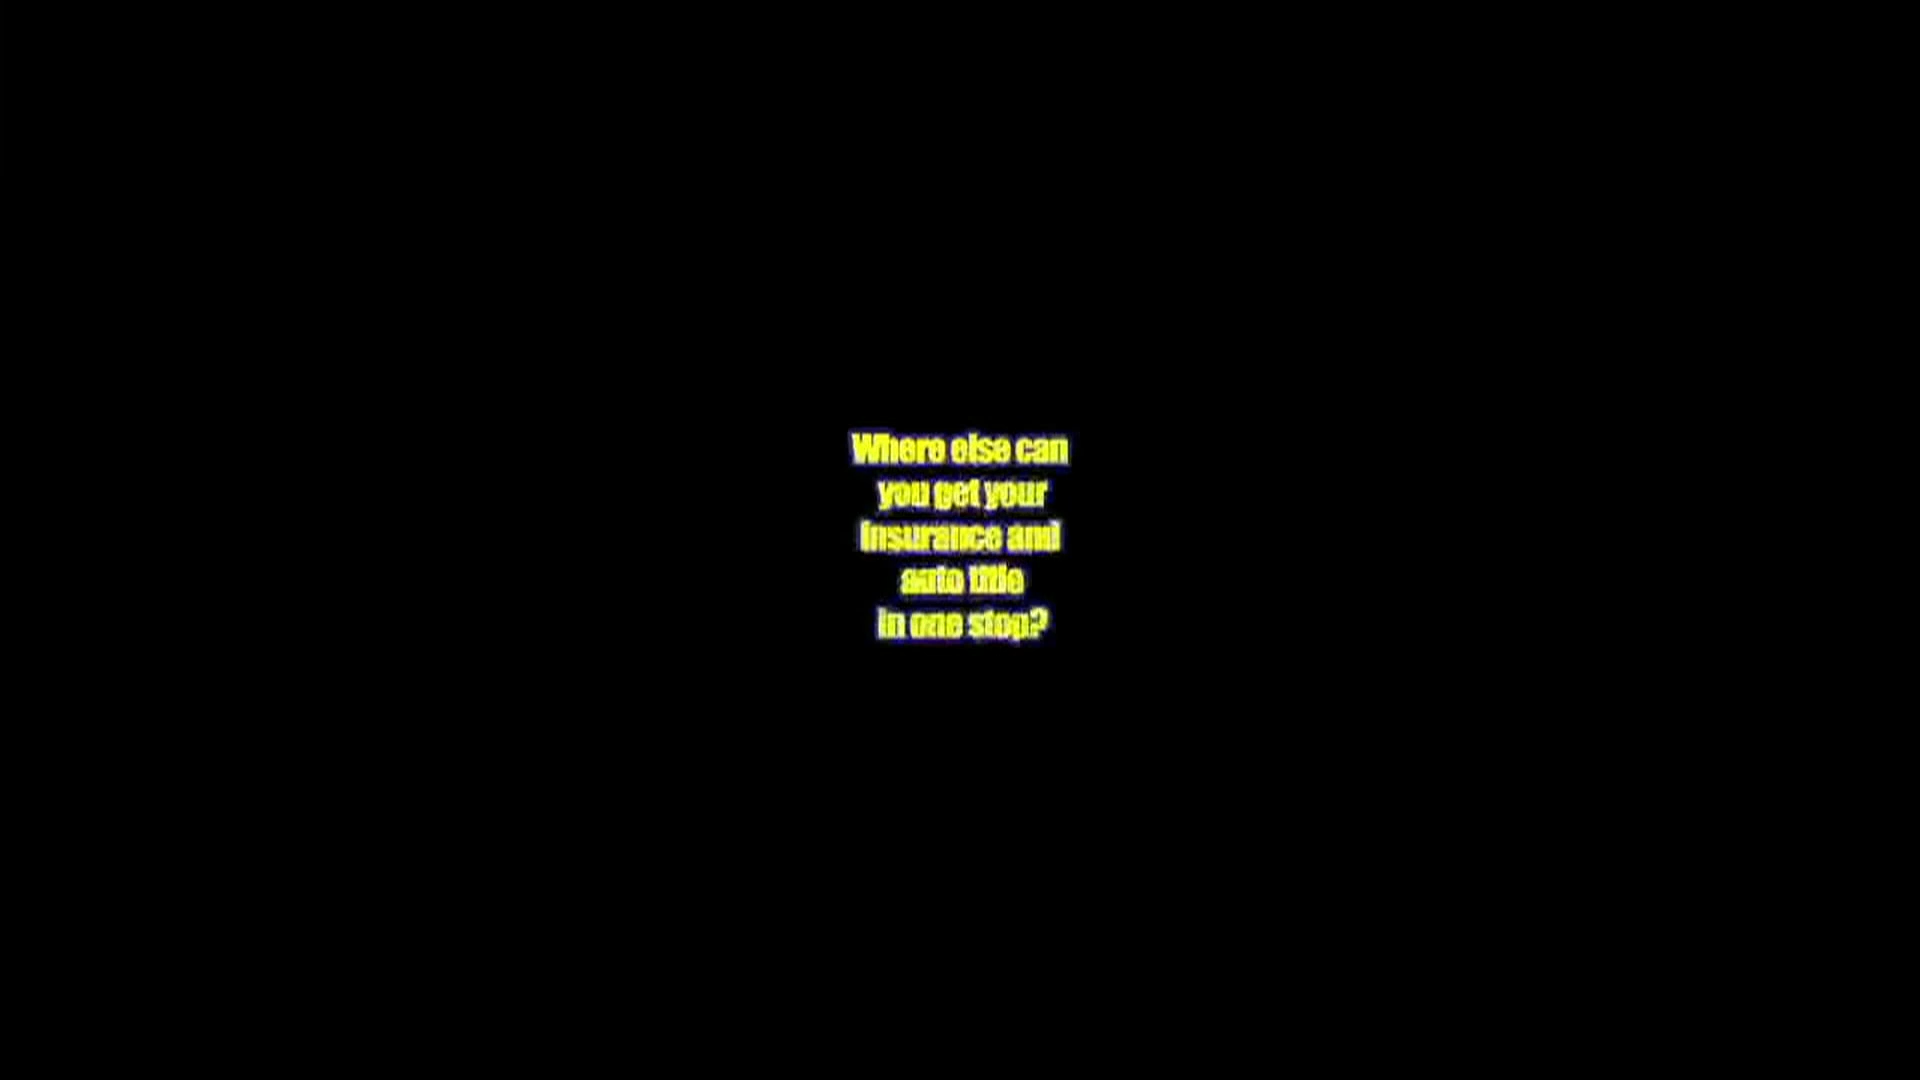 Where else can
you get your
insurance and
auto title
in one stop?